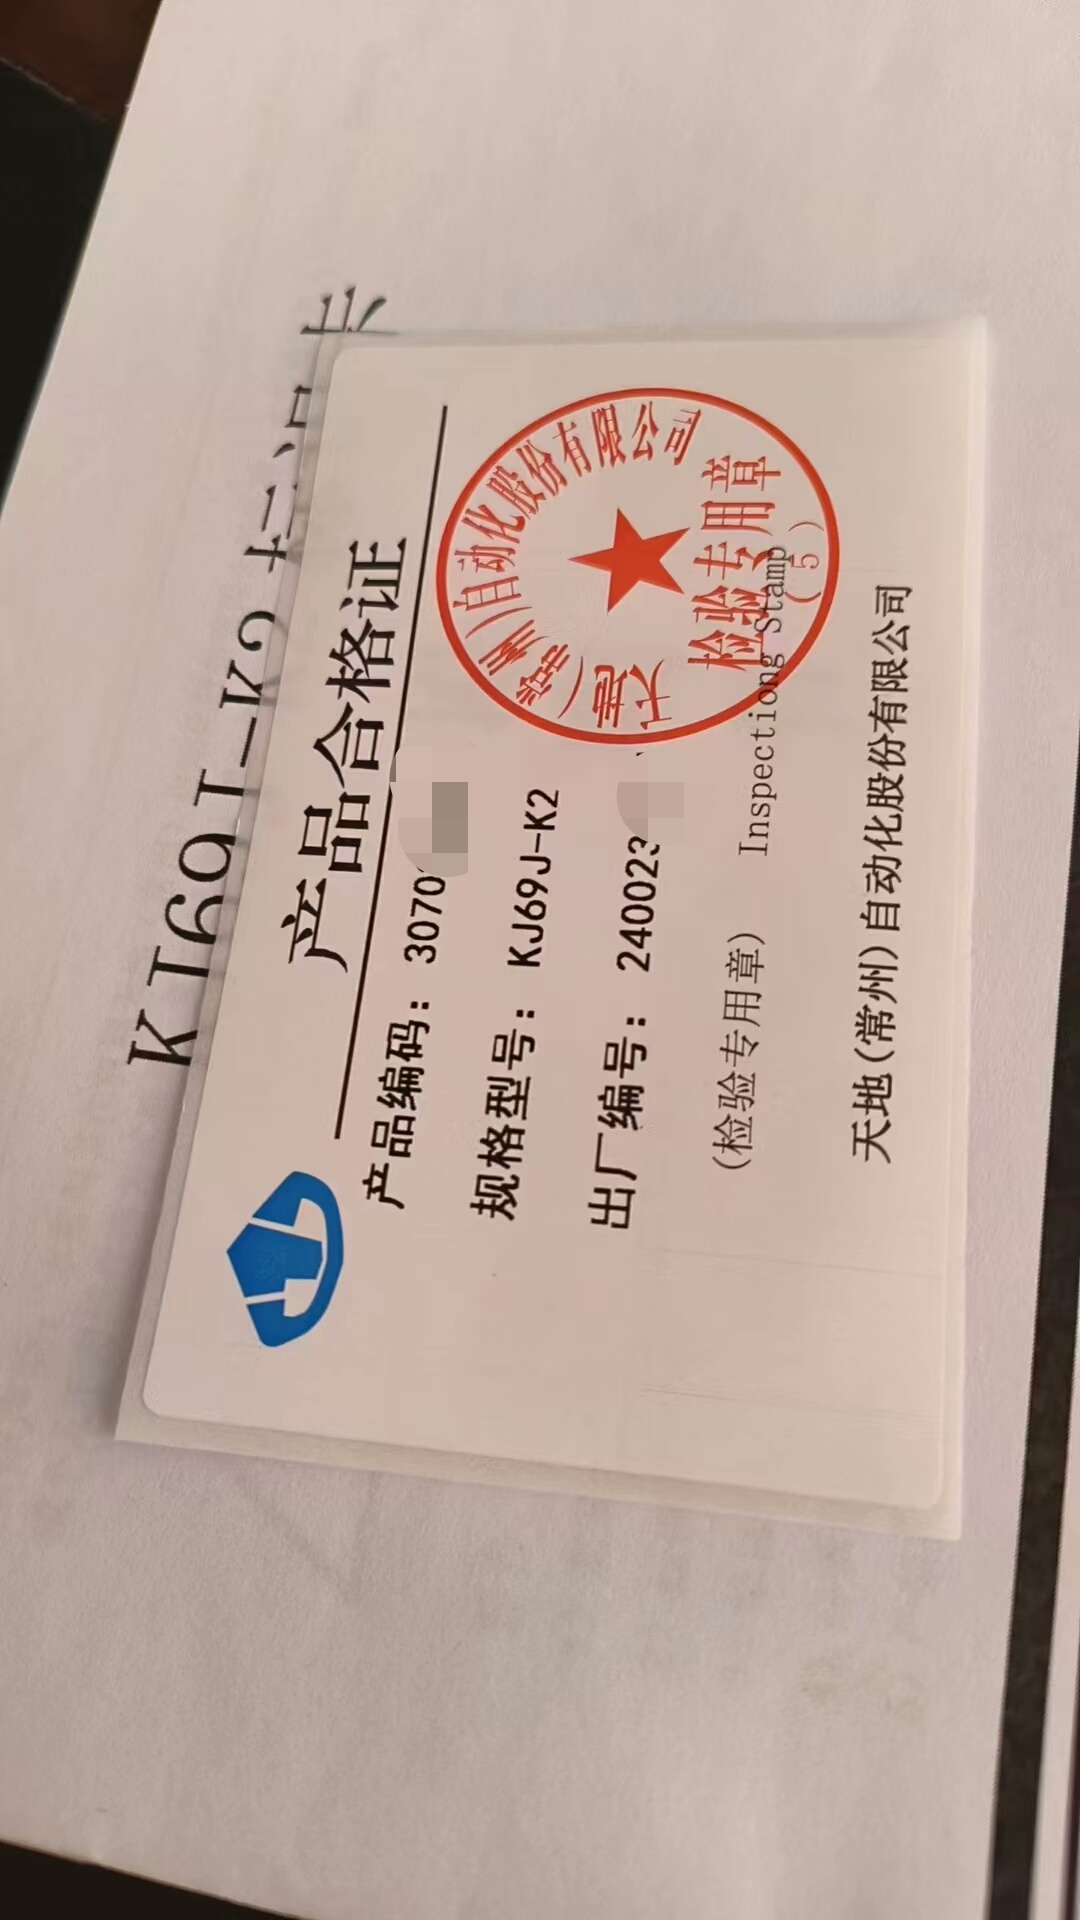 KJ69J-K2
产品合格证
产品编码：3070
规格型号：KJ69J-K2
出厂编号：240023
(检验专用章) Inspectiong Stamp
天地(常州)自动化股份有限公司
天地(常州)自动化股份有限公司
检验专用章
(5)